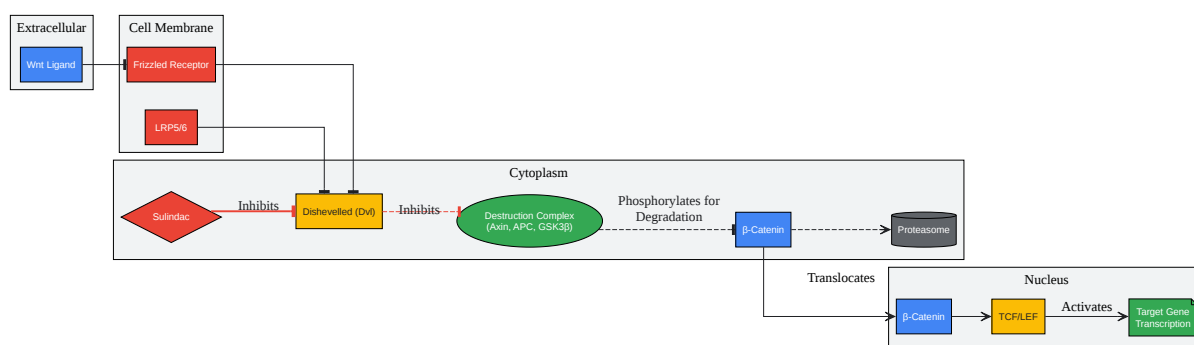 Extracellular
Wnt Ligand
Cell Membrane
Frizzled Receptor
LRP5/6
Cytoplasm
Sulindac
Inhibits
Dishevelled (Dvl)
Inhibits
Destruction Complex
(Axin, APC, GSK3β)
Phosphorylates for
Degradation
β-Catenin
Proteasome
Translocates
Nucleus
β-Catenin
TCF/LEF
Activates
Target Gene
Transcription